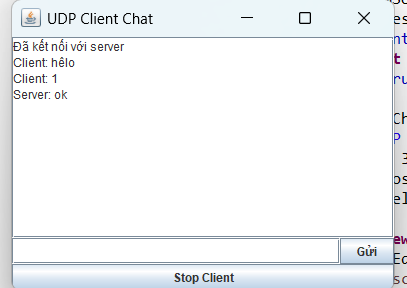 UDP Client Chat
Đã kết nối với server
Client: hêlo
Client: 1
Server: ok
Gửi
Stop Client